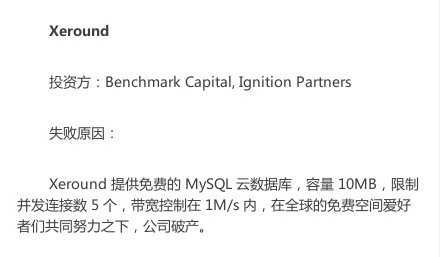 Xeround
投资方：Benchmark Capital, Ignition Partners
失败原因：
Xeround 提供免费的 MySQL 云数据库，容量 10MB，限制
并发连接数 5 个，带宽控制在 1M/s 内，在全球的免费空间爱好
者们共同努力之下，公司破产。